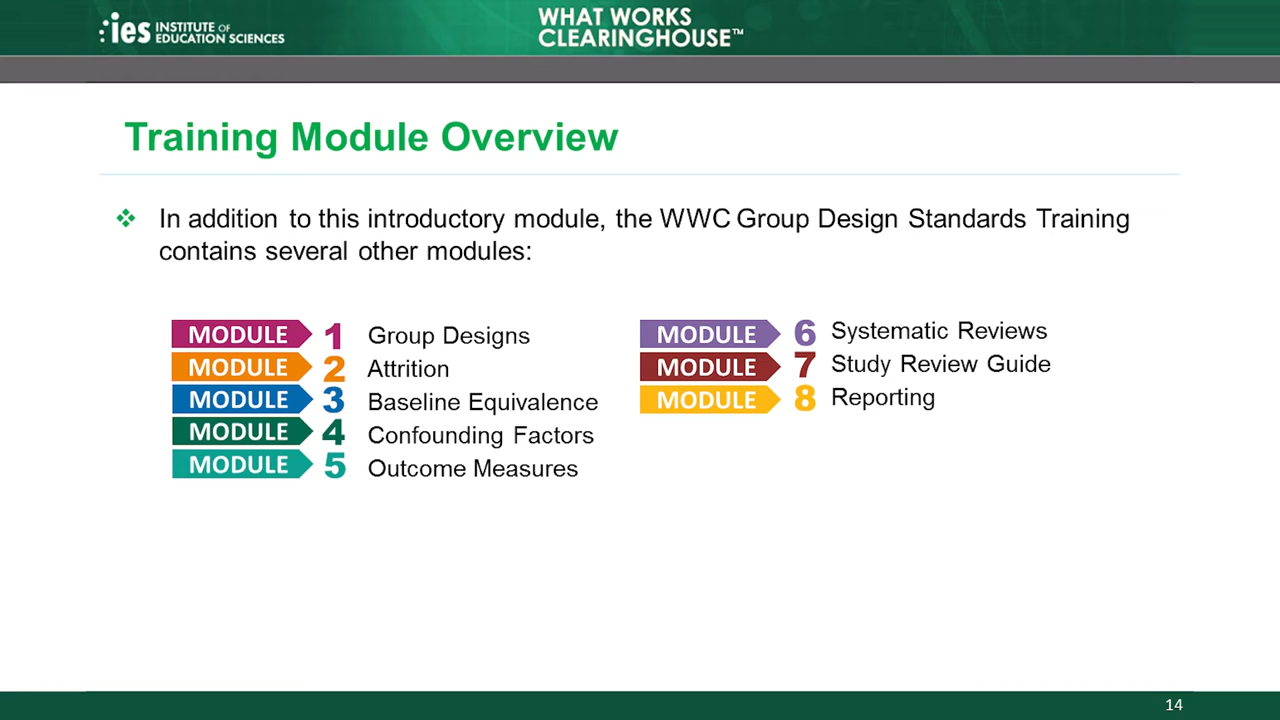 ies INSTITUTE OF
EDUCATION SCIENCES
WHAT WORKS
CLEARINGHOUSE™
Training Module Overview
In addition to this introductory module, the WWC Group Design Standards Training
contains several other modules:
MODULE 1 Group Designs
MODULE 2 Attrition
MODULE 3 Baseline Equivalence
MODULE 4 Confounding Factors
MODULE 5 Outcome Measures
MODULE 6 Systematic Reviews
MODULE 7 Study Review Guide
MODULE 8 Reporting
14